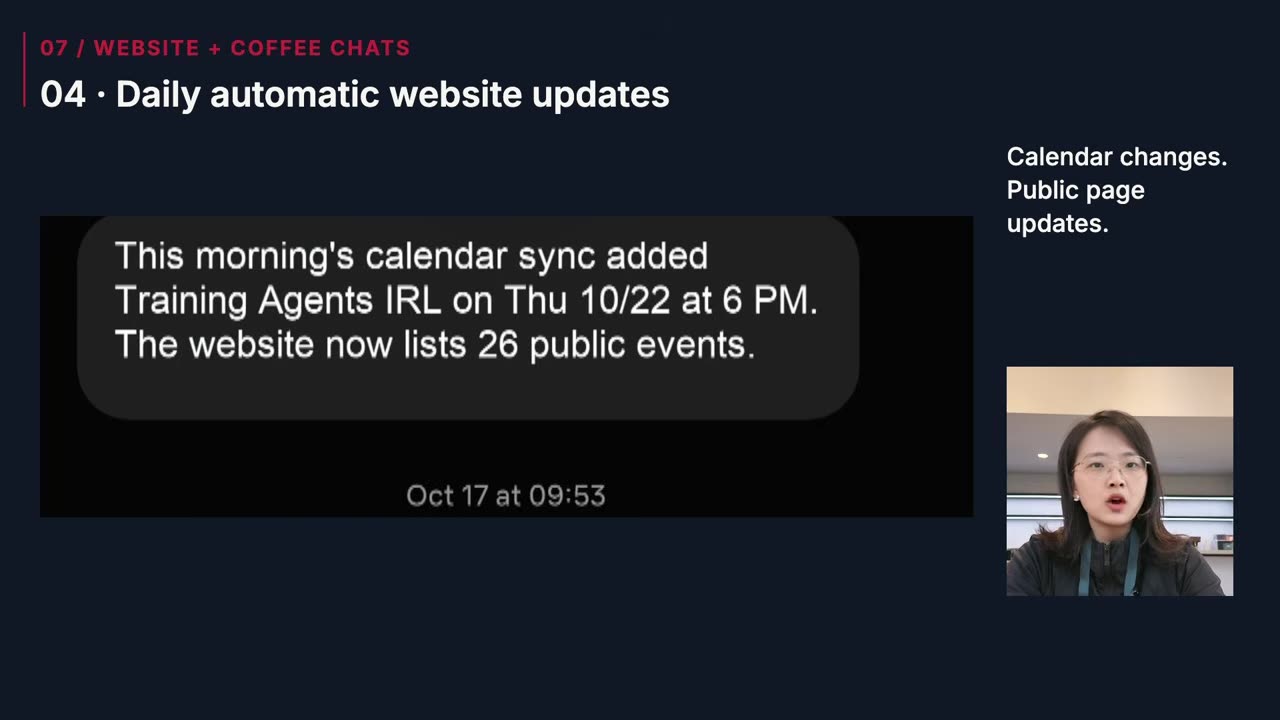 07 / WEBSITE + COFFEE CHATS
04 · Daily automatic website updates
Calendar changes.
Public page
updates.
This morning's calendar sync added
Training Agents IRL on Thu 10/22 at 6 PM.
The website now lists 26 public events.
Oct 17 at 09:53